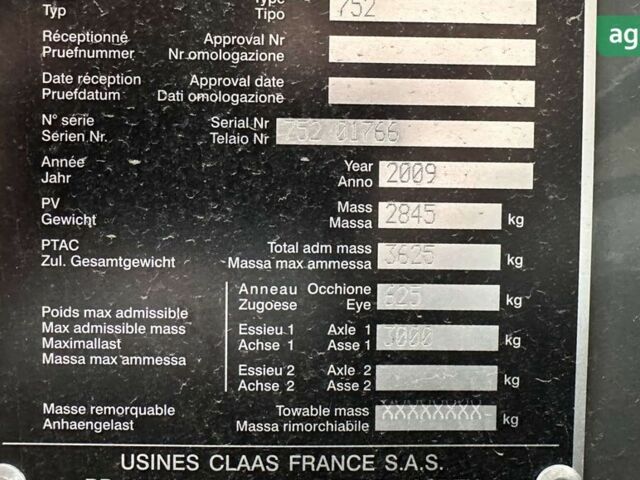 Type
Typ Tipo 752
Réceptionné Approval Nr
Pruefnummer Nr omologazione
Date réception Approval date
Pruefdatum Dati omologazione
N° série Serial Nr
Sérien Nr. Telaio Nr 752 01766
Année Year
Jahr Anno 2009
PV Mass
Gewicht Massa 2845 kg
PTAC Total adm mass
Zul. Gesamtgewicht Massa max ammessa 3625 kg
Anneau Occhione
Zugoese Eye 625 kg
Poids max admissible
Max admissible mass
Maximallast
Massa max ammessa
Essieu 1 Axle 1
Achse 1 Asse 1 3000 kg
Essieu 2 Axle 2
Achse 2 Asse 2 kg
Masse remorquable Towable mass
Anhaengelast Massa rimorchiabile XXXXXXXX kg
USINES CLAAS FRANCE S.A.S.
ag